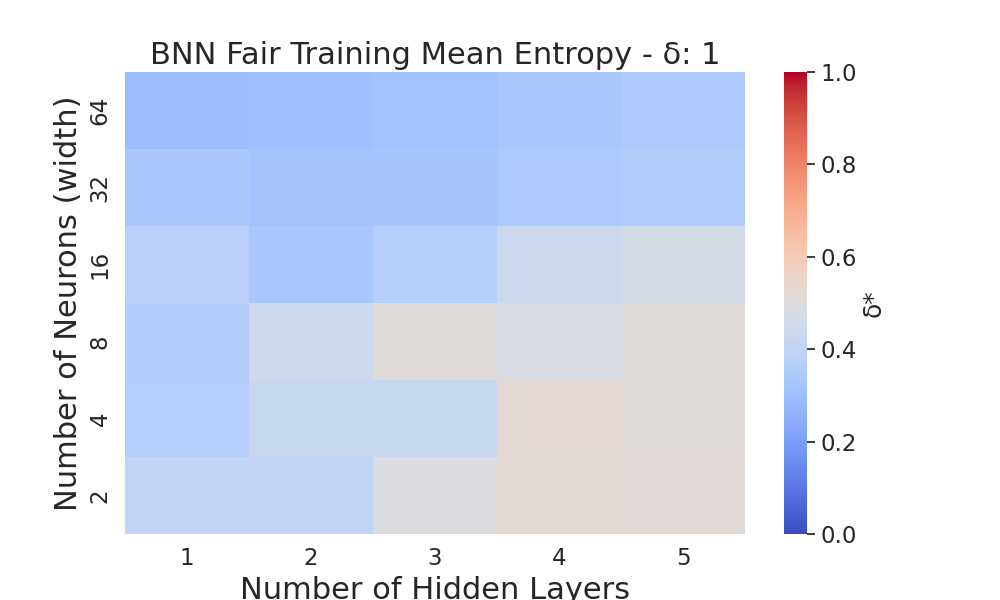 BNN Fair Training Mean Entropy - δ: 1
Number of Neurons (width)
64
32
16
8
4
2
1 2 3 4 5
Number of Hidden Layers
1.0
0.8
0.6
0.4
0.2
0.0
δ*